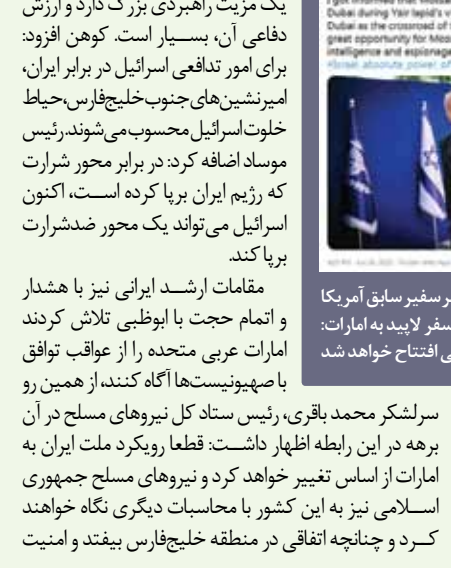 یک مزیت راهبردی بزرگ دارد و ارزش
دفاعی آن، بسیار است. کوهن افزود:
برای امور تدافعی اسرائیل در برابر ایران،
امیرنشین‌های جنوب خلیج‌فارس،حیاط
خلوت اسرائیل محسوب می‌شوند.رئیس
موساد اضافه کرد: در برابر محور شرارت
که رژیم ایران برپا کرده است، اکنون
اسرائیل می‌تواند یک محور ضدشرارت
برپا کند.
مقامات ارشد ایرانی نیز با هشدار
و اتمام حجت با ابوظبی تلاش کردند
امارات عربی متحده را از عواقب توافق
با صهیونیست‌ها آگاه کنند، از همین رو
سرلشکر محمد باقری، رئیس ستاد کل نیروهای مسلح در آن
برهه در این رابطه اظهار داشت: قطعا رویکرد ملت ایران به
امارات از اساس تغییر خواهد کرد و نیروهای مسلح جمهوری
اسلامی نیز به این کشور با محاسبات دیگری نگاه خواهند
کرد و چنانچه اتفاقی در منطقه خلیج‌فارس بیفتد و امنیت
Dubai during Yair lapid's v
Dubai as the crossroad of
great opportunity for Mos
intelligence and espionage
ر سفیر سابق آمریکا
سفر لاپید به امارات:
ی افتتاح خواهد شد